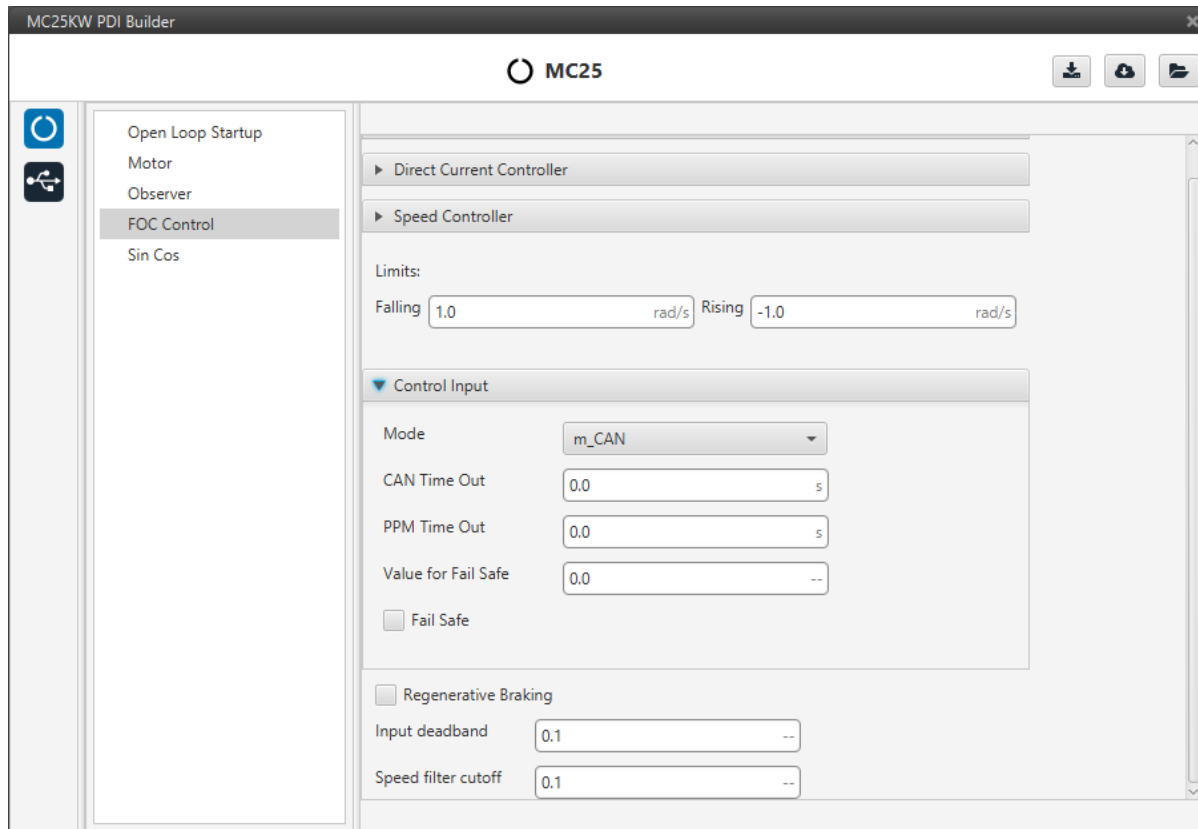 MC25KW PDI Builder
MC25
Open Loop Startup
Motor
Observer
FOC Control
Sin Cos
Direct Current Controller
Speed Controller
Limits:
Falling 1.0 rad/s Rising -1.0 rad/s
Control Input
Mode m_CAN
CAN Time Out 0.0 s
PPM Time Out 0.0 s
Value for Fail Safe 0.0 --
Fail Safe
Regenerative Braking
Input deadband 0.1 --
Speed filter cutoff 0.1 --